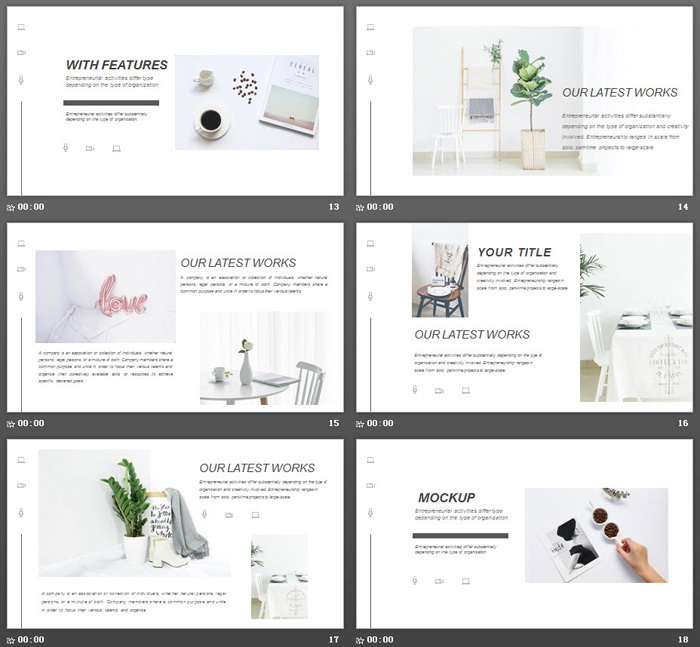 WITH FEATURES
Entrepreneurial activities differ type
depending on the type of organization
Entrepreneurial activities differ substantially
depending on the type of organization.
CEREAL
00:00
13
OUR LATEST WORKS
Entrepreneurial activities differ substantially
depending on the type of organization and creativity
involved. Entrepreneurship ranges in scale from
solo, part-time projects to large-scale.
00:00
14
love
OUR LATEST WORKS
A company is an association or collection of individuals, whether natural
persons, legal persons, or a mixture of both. Company members share a
common purpose and unite in order to focus their various talents
A company is an association or collection of individuals, whether natural
persons, legal persons, or a mixture of both. Company members share a
common purpose and unite in order to focus their various talents and
organize their collectively available skills or resources to achieve
specific, declared goals.
00:00
15
YOUR TITLE
Entrepreneurial activities differ substantially
depending on the type of organization and
creativity involved. Entrepreneurship ranges in
scale from solo, part-time projects to large-scale.
OUR LATEST WORKS
Entrepreneurial activities differ substantially depending on the type of
organization and creativity involved. Entrepreneurship ranges in
scale from solo, part-time projects to large-scale.
00:00
16
OUR LATEST WORKS
Entrepreneurial activities differ substantially depending on the type of
organization and creativity involved. Entrepreneurship ranges in
scale from solo, part-time projects to large-scale.
A company is an association or collection of individuals, whether natural persons, legal
persons, or a mixture of both. Company members share a common purpose and unite
in order to focus their various talents and organize
00:00
17
MOCKUP
Entrepreneurial activities differ type
depending on the type of organization
Entrepreneurial activities differ substantially
depending on the type of organization.
00:00
18